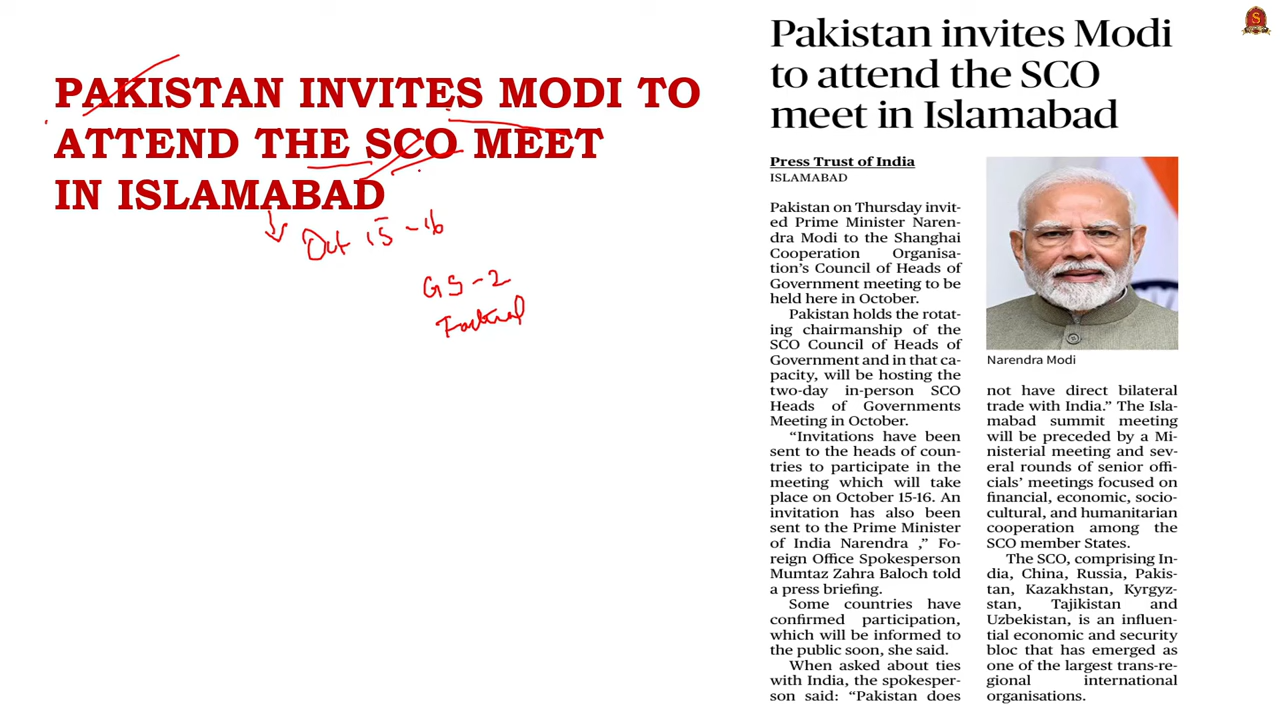 PAKISTAN INVITES MODI TO
ATTEND THE SCO MEET
IN ISLAMABAD
Oct 15-16
GS-2
Factual
Pakistan invites Modi
to attend the SCO
meet in Islamabad
Press Trust of India
ISLAMABAD
Pakistan on Thursday invit-
ed Prime Minister Naren-
dra Modi to the Shanghai
Cooperation Organisa-
tion's Council of Heads of
Government meeting to be
held here in October.
Pakistan holds the rotat-
ing chairmanship of the
SCO Council of Heads of
Government and in that ca-
pacity, will be hosting the
two-day in-person SCO
Heads of Governments
Meeting in October.
“Invitations have been
sent to the heads of coun-
tries to participate in the
meeting which will take
place on October 15-16. An
invitation has also been
sent to the Prime Minister
of India Narendra ,” Fo-
reign Office Spokesperson
Mumtaz Zahra Baloch told
a press briefing.
Some countries have
confirmed participation,
which will be informed to
the public soon, she said.
When asked about ties
with India, the spokesper-
son said: “Pakistan does
Narendra Modi
not have direct bilateral
trade with India.” The Isla-
mabad summit meeting
will be preceded by a Mi-
nisterial meeting and sev-
eral rounds of senior offi-
cials' meetings focused on
financial, economic, socio-
cultural, and humanitarian
cooperation among the
SCO member States.
The SCO, comprising In-
dia, China, Russia, Pakis-
tan, Kazakhstan, Kyrgyz-
stan, Tajikistan and
Uzbekistan, is an influen-
tial economic and security
bloc that has emerged as
one of the largest trans-re-
gional international
organisations.